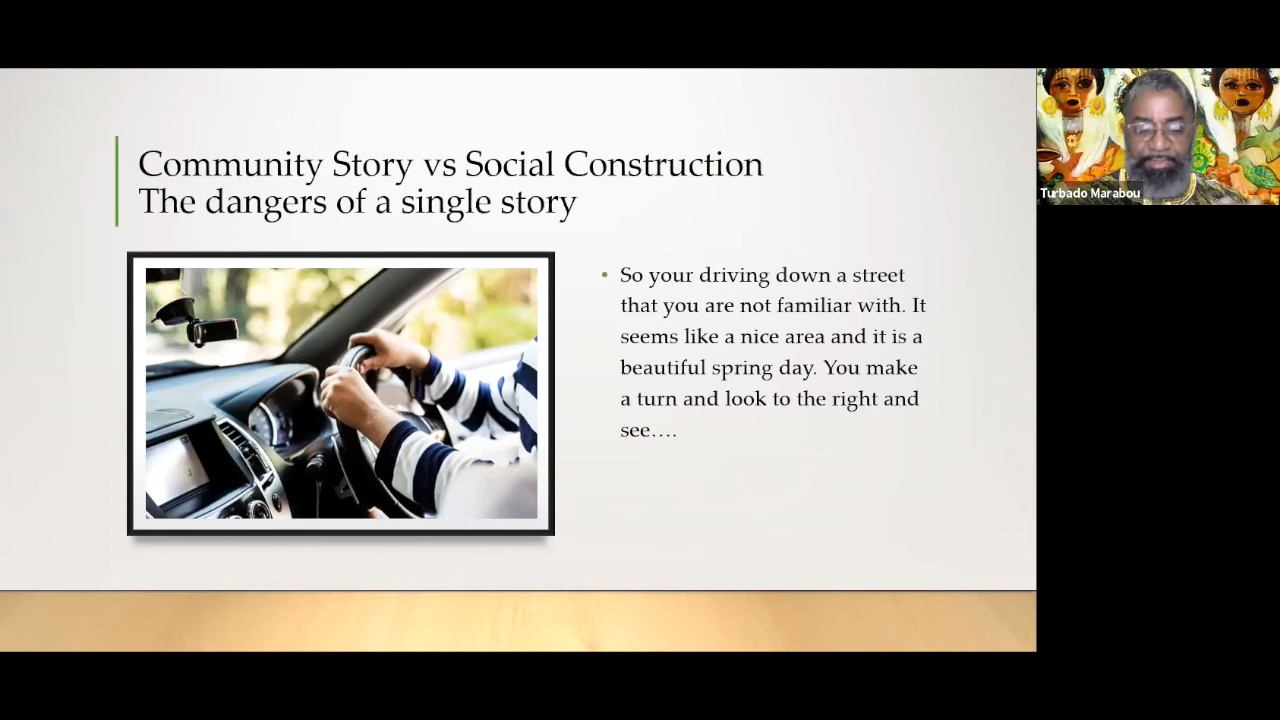 Community Story vs Social Construction
The dangers of a single story
So your driving down a street
that you are not familiar with. It
seems like a nice area and it is a
beautiful spring day. You make
a turn and look to the right and
see….
Turbado Marabou